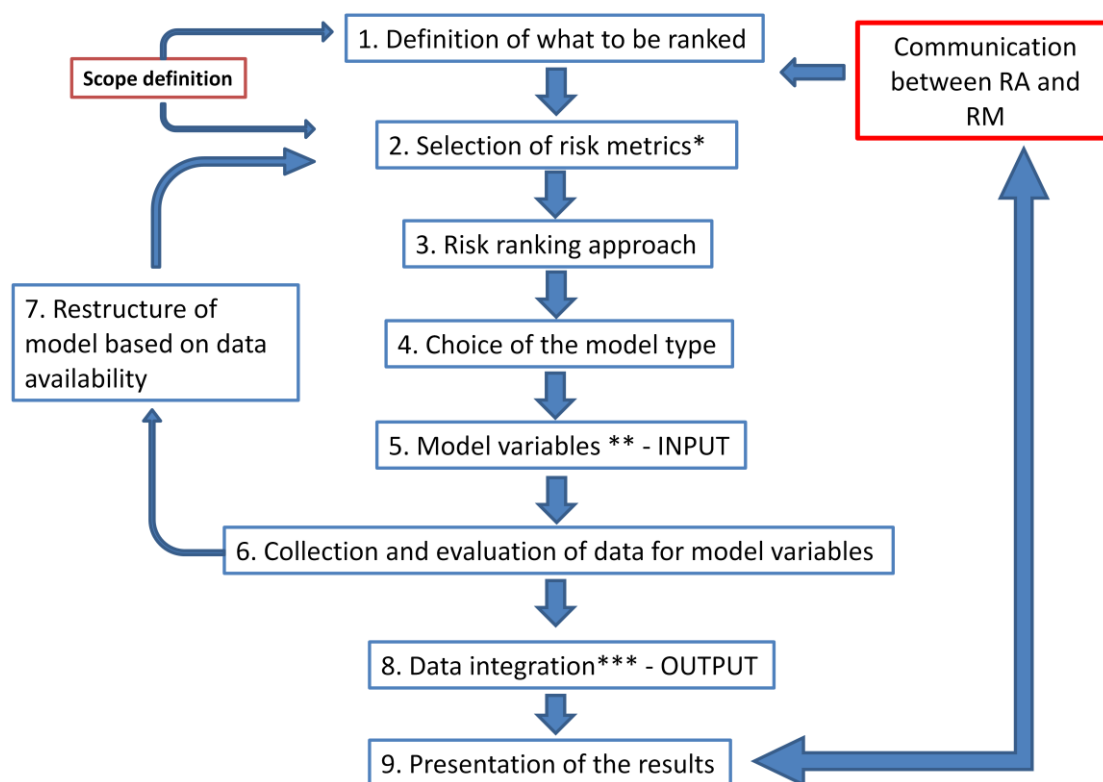 1. Definition of what to be ranked
Scope definition
Communication
between RA and
RM
2. Selection of risk metrics*
3. Risk ranking approach
7. Restructure of
model based on data
availability
4. Choice of the model type
5. Model variables ** - INPUT
6. Collection and evaluation of data for model variables
8. Data integration*** - OUTPUT
9. Presentation of the results